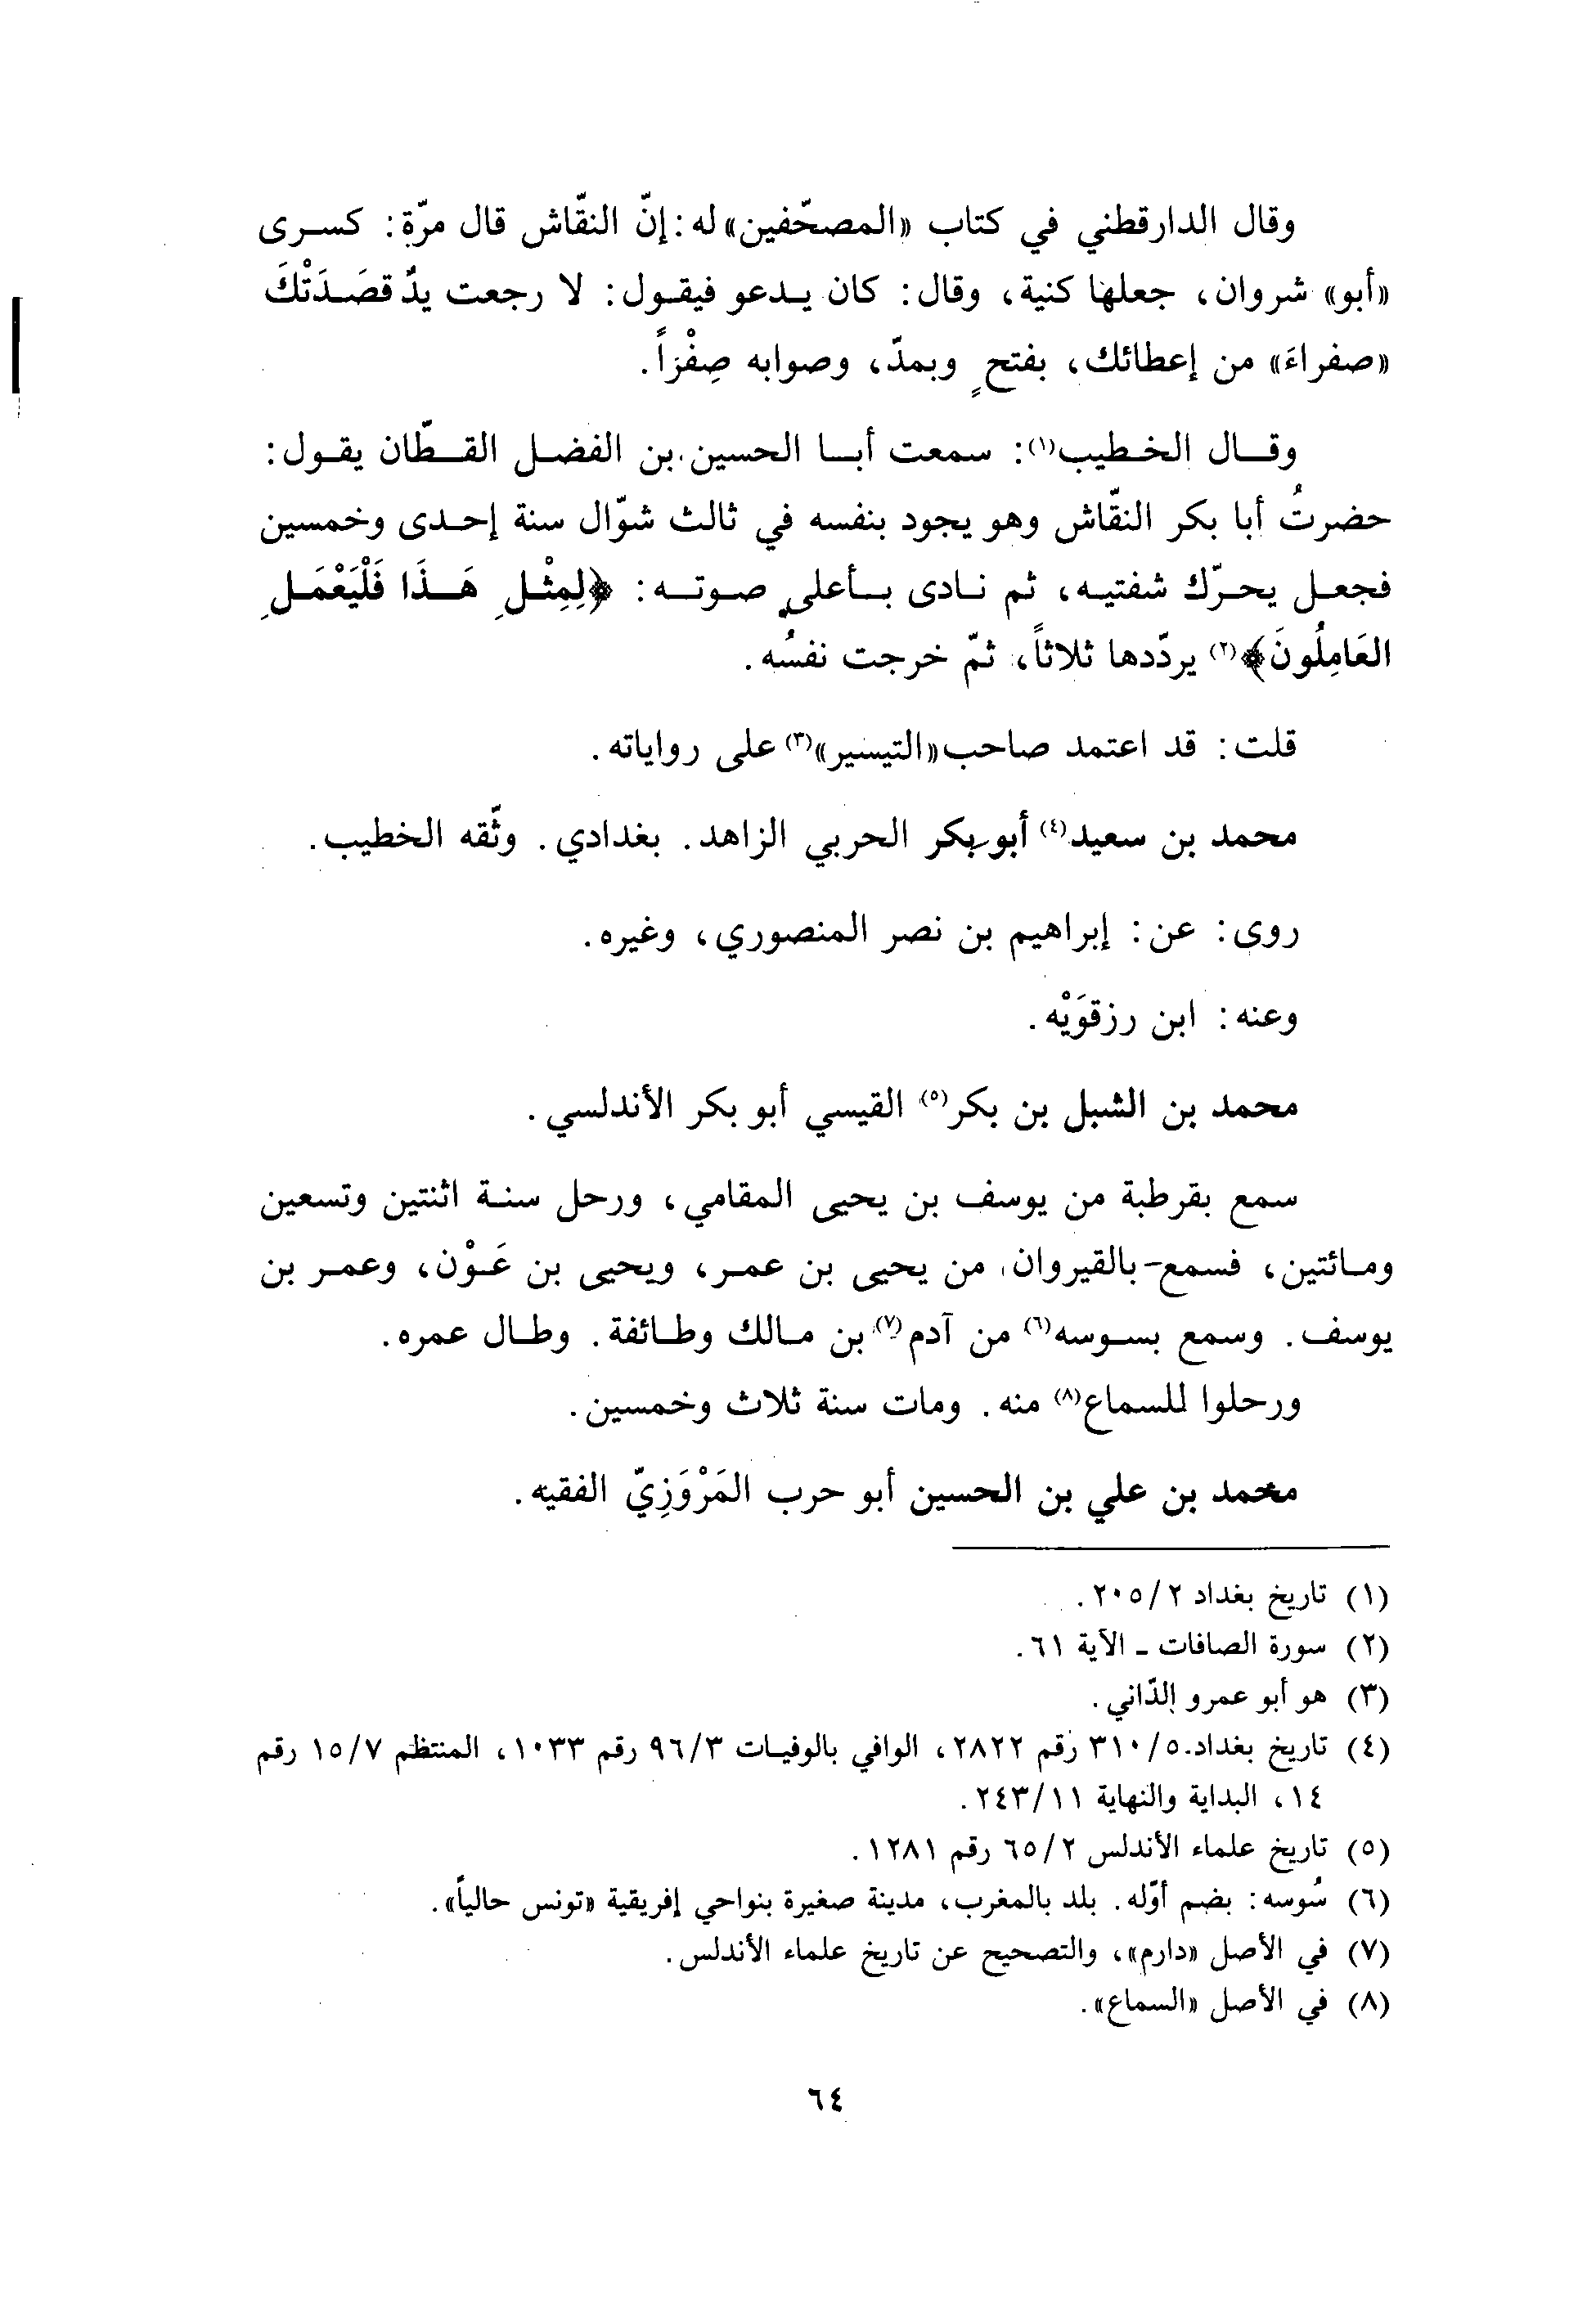 وقال الدارقطني في كتاب «المصحّفين» له: إنّ النقّاش قال مرّة: كسرى
«أبو» شروان، جعلها كنية، وقال: كان يدعو فيقول: لا رجعت يدٌ قصَدَتْكَ
«صفراءَ» من إعطائك، بفتحٍ وبمدّ، وصوابه صِفْرَاً.
وقال الخطيب(١): سمعت أبا الحسين بن الفضل القطّان يقول:
حضرتُ أبا بكر النقّاش وهو يجود بنفسه في ثالث شوّال سنة إحدى وخمسين
فجعل يحرّك شفتيه، ثم نادى بأعلى صوته: ﴿لِمِثْلِ هَذَا فَلْيَعْمَلِ
العَامِلُونَ﴾(٢) يردّدها ثلاثاً، ثمّ خرجت نفسُه.
قلت: قد اعتمد صاحب «التيسير»(٣) على رواياته.
محمد بن سعيد(٤) أبو بكر الحربي الزاهد. بغدادي. وثّقه الخطيب.
روى: عن: إبراهيم بن نصر المنصوري، وغيره.
وعنه: ابن رزقوَيْه.
محمد بن الشبل بن بكر(٥) القيسي أبو بكر الأندلسي.
سمع بقرطبة من يوسف بن يحيى المقامي، ورحل سنة اثنتين وتسعين
ومائتين، فسمع بالقيروان من يحيى بن عمر، ويحيى بن عَوْن، وعمر بن
يوسف. وسمع بسوسه(٦) من آدم(٧) بن مالك وطائفة. وطال عمره.
ورحلوا للسماع(٨) منه. ومات سنة ثلاث وخمسين.
محمد بن علي بن الحسين أبو حرب المَرْوَزِيّ الفقيه.
(١) تاريخ بغداد ٢٠٥/٢.
(٢) سورة الصافات ـ الآية ٦١.
(٣) هو أبو عمرو الدّاني.
(٤) تاريخ بغداد ٣١٠/٥ رقم ٢٨٢٢، الوافي بالوفيات ٩٦/٣ رقم ١٠٣٣، المنتظم ١٥/٧ رقم
١٤، البداية والنهاية ٢٤٣/١١.
(٥) تاريخ علماء الأندلس ٦٥/٢ رقم ١٢٨١.
(٦) سُوسه: بضم أوّله. بلد بالمغرب، مدينة صغيرة بنواحي إفريقية «تونس حالياً».
(٧) في الأصل «دارم»، والتصحيح عن تاريخ علماء الأندلس.
(٨) في الأصل «السماع».
٦٤